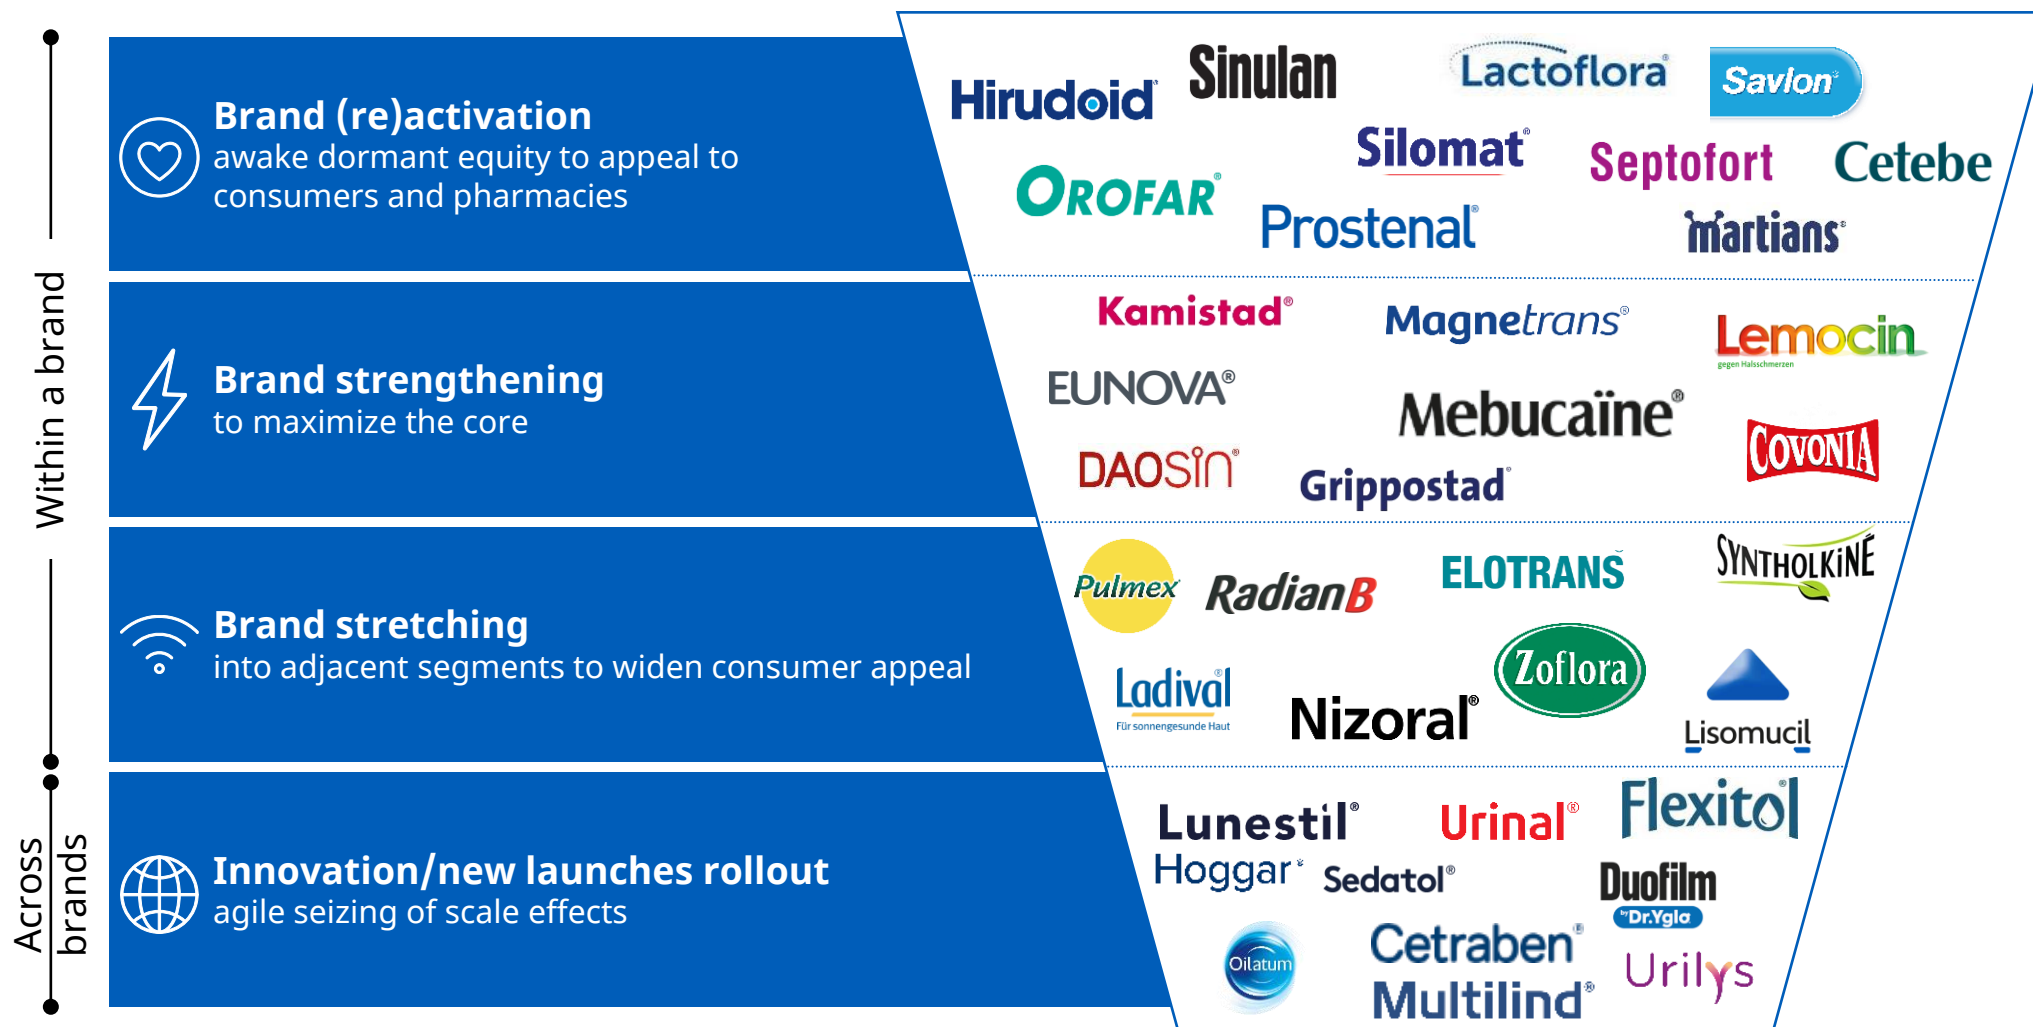 Within a brand
Across
brands
Brand (re)activation
awake dormant equity to appeal to
consumers and pharmacies
Hirudoid
Sinulan
Lactoflora®
Savlon
Silomat®
Septofort
Cetebe
OROFAR®
Prostenal®
martians®
Brand strengthening
to maximize the core
Kamistad®
Magnetrans®
Lemocin
gegen Halsschmerzen
EUNOVA®
Mebucaïne®
COVONIA
DAOSiN®
Grippostad®
Brand stretching
into adjacent segments to widen consumer appeal
Pulmex
RadianB
ELOTRANS
SYNTHOLKiNÉ
Ladival®
Für sonnengesunde Haut
Nizoral®
Zoflora
Lisomucil
Innovation/new launches rollout
agile seizing of scale effects
Lunestil®
Urinal®
Flexitol®
Hoggar®
Sedatol®
Duofilm
by Dr.Ygla
Oilatum
Cetraben®
Multilind®
Urilys